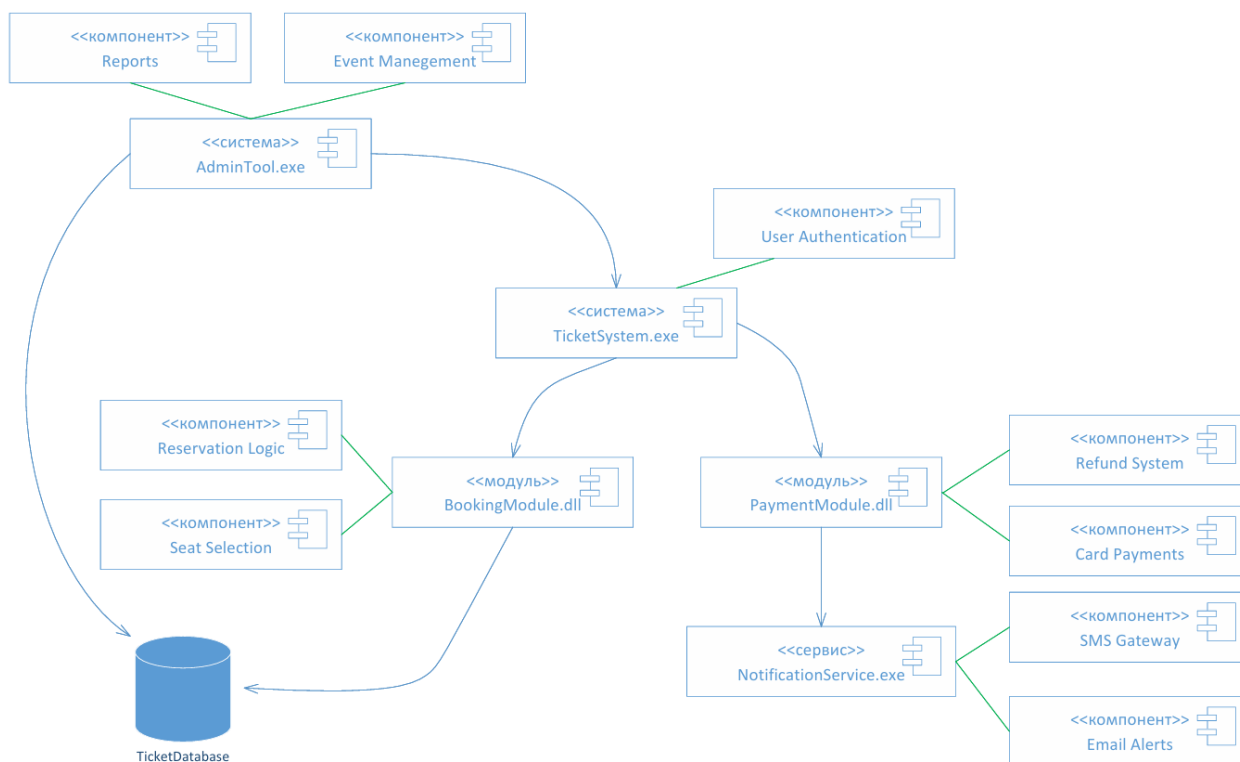 <<компонент>>
Reports
<<компонент>>
Event Manegement
<<система>>
AdminTool.exe
<<компонент>>
User Authentication
<<система>>
TicketSystem.exe
<<компонент>>
Reservation Logic
<<компонент>>
Seat Selection
<<модуль>>
BookingModule.dll
<<модуль>>
PaymentModule.dll
<<компонент>>
Refund System
<<компонент>>
Card Payments
<<компонент>>
SMS Gateway
<<сервис>>
NotificationService.exe
<<компонент>>
Email Alerts
TicketDatabase